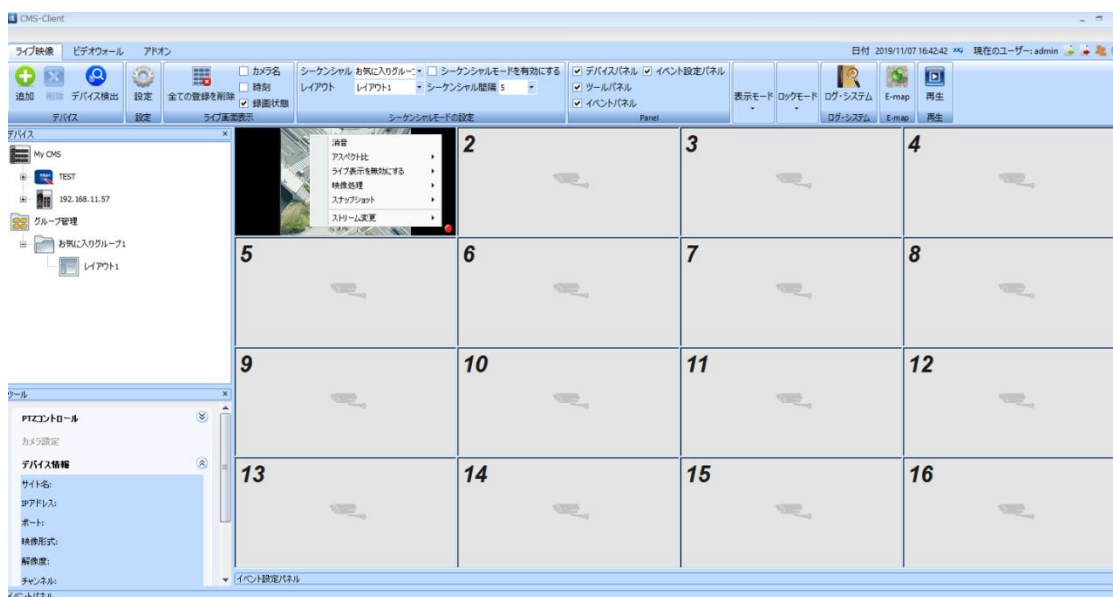 CMS-Client
ライブ映像 ビデオウォール アドオン
日付 2019/11/07 16:42:42 現在のユーザー: admin
追加 削除 デバイス検出
デバイス
設定
設定
全ての登録を削除
カメラ名
時刻
録画状態
ライブ画面表示
シーケンシャル お気に入りグルー: シーケンシャルモードを有効にする
レイアウト レイアウト1 シーケンシャル間隔 5
シーケンシャルモードの設定
デバイスパネル イベント設定パネル
ツールパネル
イベントパネル
Panel
表示モード ロックモード
ログ・システム
ログ・システム
E-map
E-map
再生
再生
デバイス
My CMS
TEST
192.168.11.57
グループ管理
お気に入りグループ1
レイアウト1
消音
アスペクト比
ライブ表示を無効にする
映像処理
スナップショット
ストリーム変更
2
3
4
5
6
7
8
9
10
11
12
13
14
15
16
ツール
PTZコントロール
カメラ設定
デバイス情報
サイト名:
IPアドレス:
ポート:
映像形式:
解像度:
チャンネル:
イベント設定パネル
イベントパネル